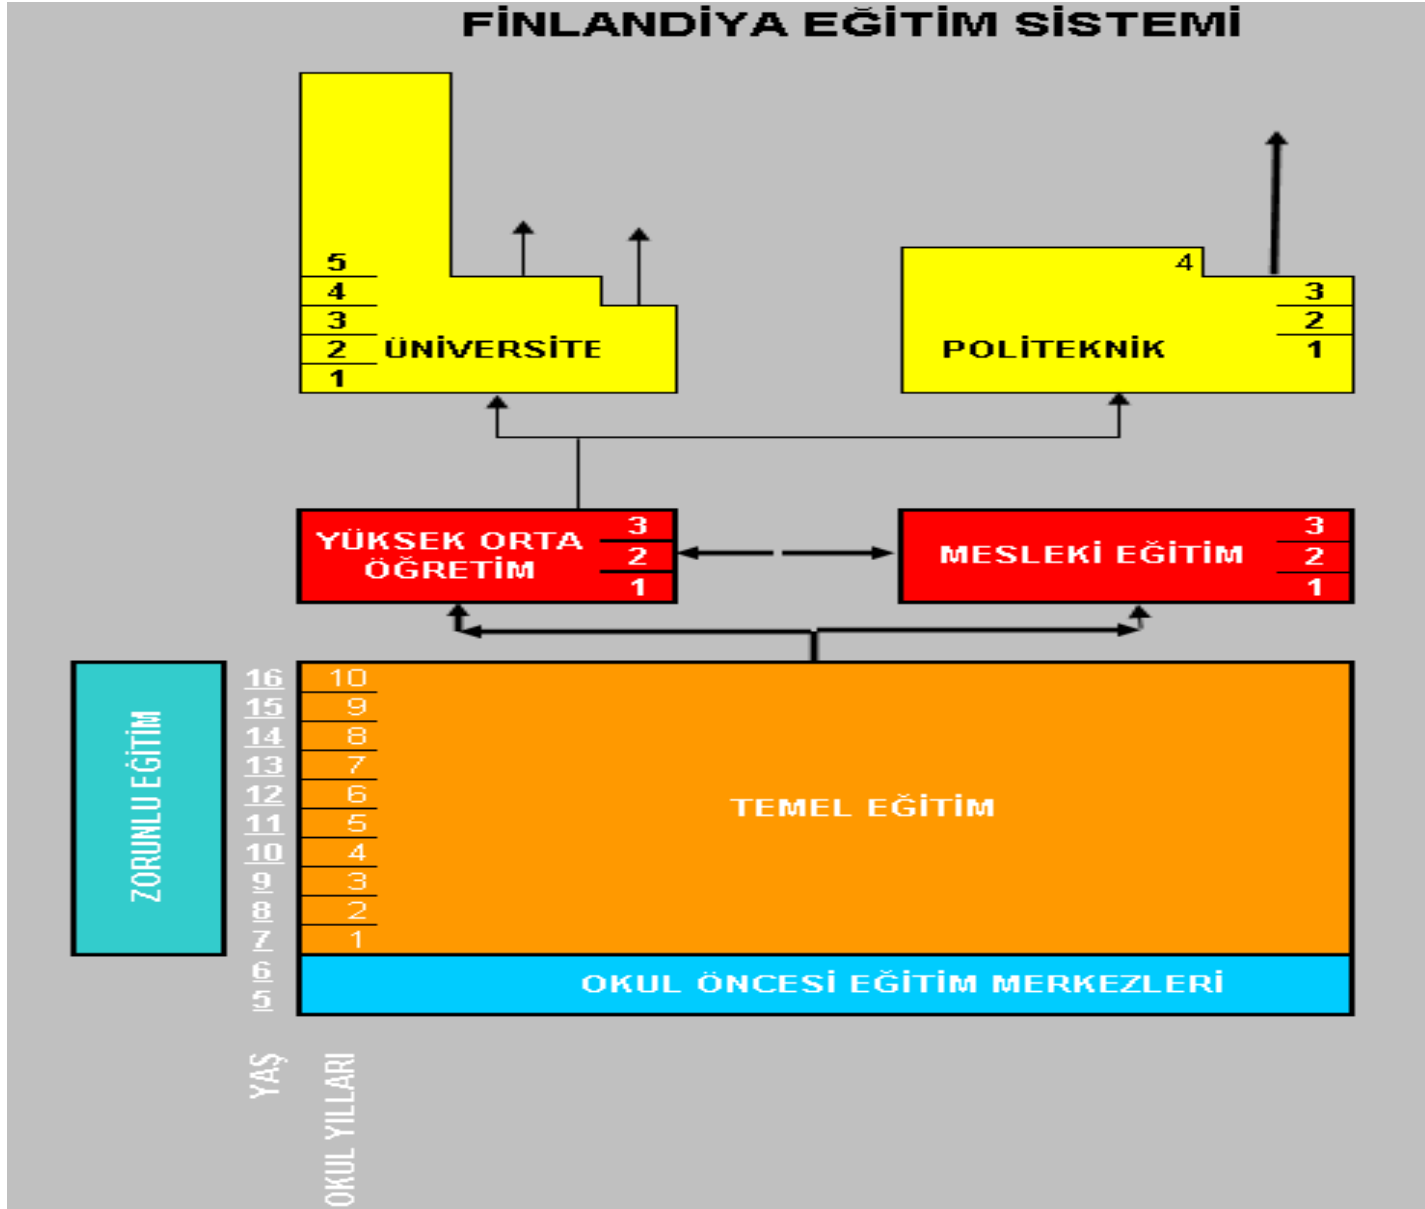 FİNLANDİYA EĞİTİM SİSTEMİ
5
4
3
2
1
ÜNİVERSİTE
4
3
2
1
POLİTEKNİK
YÜKSEK ORTA
ÖĞRETİM
3
2
1
MESLEKİ EĞİTİM
3
2
1
ZORUNLU EĞİTİM
16 10
15 9
14 8
13 7
12 6
11 5
10 4
9 3
8 2
7 1
6
5
TEMEL EĞİTİM
OKUL ÖNCESİ EĞİTİM MERKEZLERİ
YAŞ
OKUL YILLARI